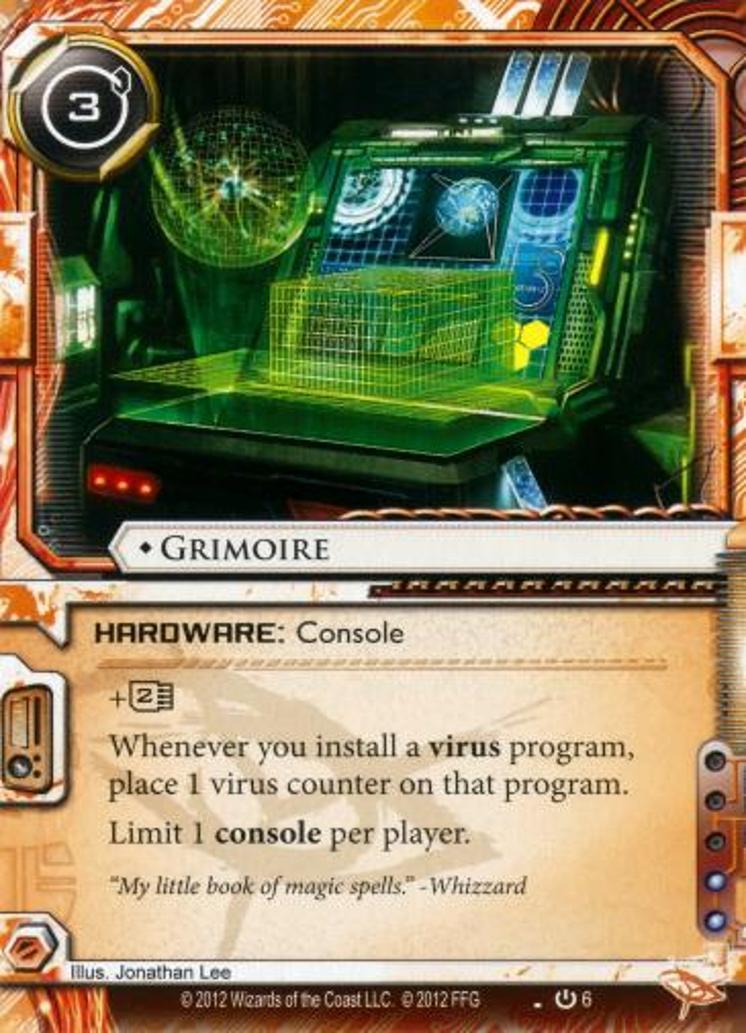 3
◆ GRIMOIRE
HARDWARE: Console
+2
Whenever you install a virus program,
place 1 virus counter on that program.
Limit 1 console per player.
“My little book of magic spells.” -Whizzard
Illus. Jonathan Lee
© 2012 Wizards of the Coast LLC. © 2012 FFG 6